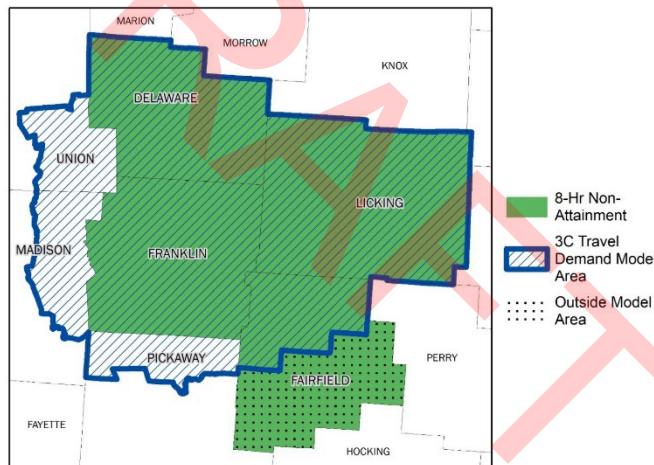 MARION
MORROW
KNOX
DELAWARE
UNION
LICKING
MADISON
FRANKLIN
PICKAWAY
PERRY
FAIRFIELD
FAYETTE
HOCKING
8-Hr Non-
Attainment
3C Travel
Demand Model
Area
Outside Model
Area
DRAFT